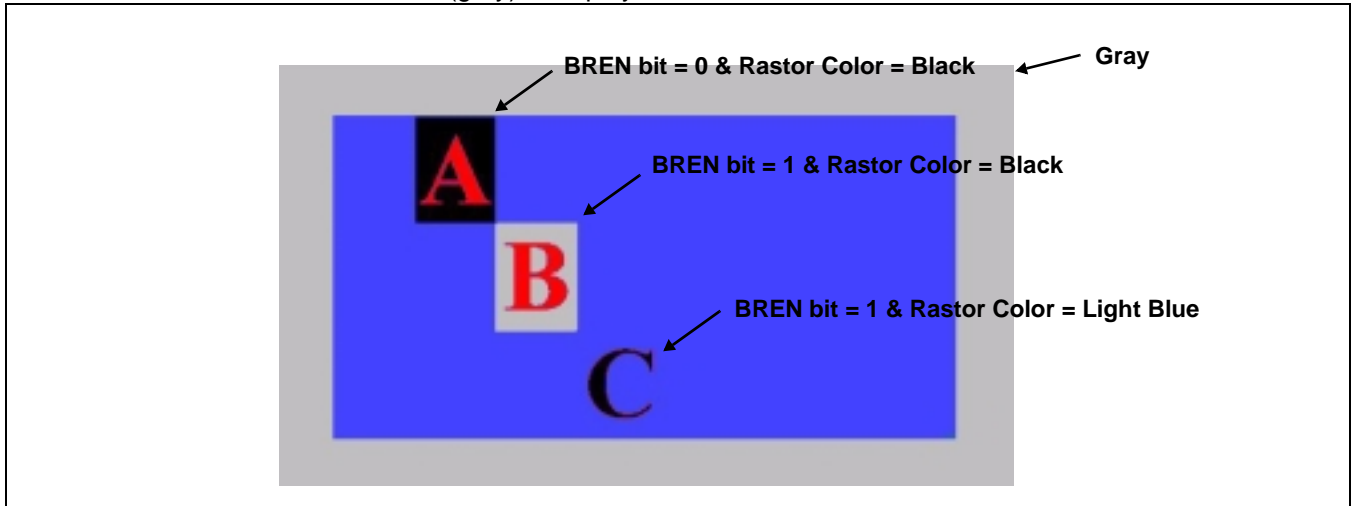 Gray
BREN bit = 0 & Rastor Color = Black
A
BREN bit = 1 & Rastor Color = Black
B
BREN bit = 1 & Rastor Color = Light Blue
C